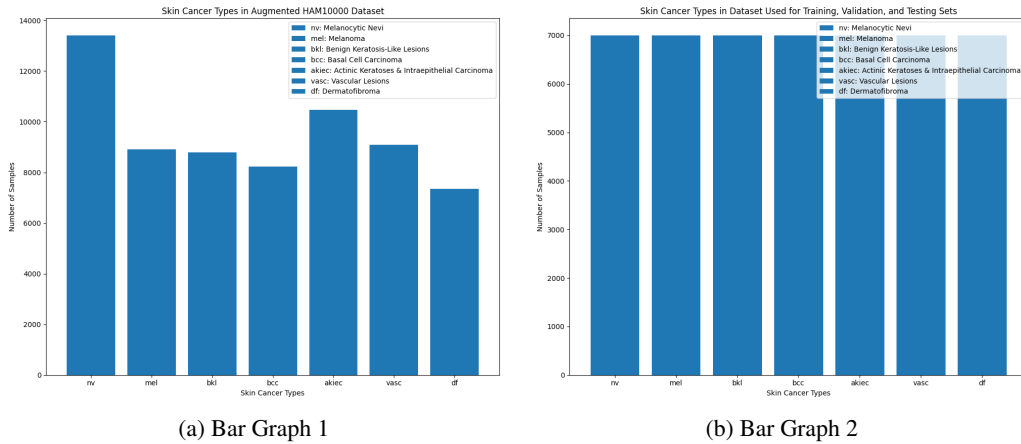 Skin Cancer Types in Augmented HAM10000 Dataset
14000
12000
10000
8000
6000
4000
2000
0
Number of Samples
nv: Melanocytic Nevi
mel: Melanoma
bkl: Benign Keratosis-Like Lesions
bcc: Basal Cell Carcinoma
akiec: Actinic Keratoses & Intraepithelial Carcinoma
vasc: Vascular Lesions
df: Dermatofibroma
nv mel bkl bcc akiec vasc df
Skin Cancer Types
(a) Bar Graph 1
Skin Cancer Types in Dataset Used for Training, Validation, and Testing Sets
7000
6000
5000
4000
3000
2000
1000
0
Number of Samples
nv: Melanocytic Nevi
mel: Melanoma
bkl: Benign Keratosis-Like Lesions
bcc: Basal Cell Carcinoma
akiec: Actinic Keratoses & Intraepithelial Carcinoma
vasc: Vascular Lesions
df: Dermatofibroma
nv mel bkl bcc akiec vasc df
Skin Cancer Types
(b) Bar Graph 2